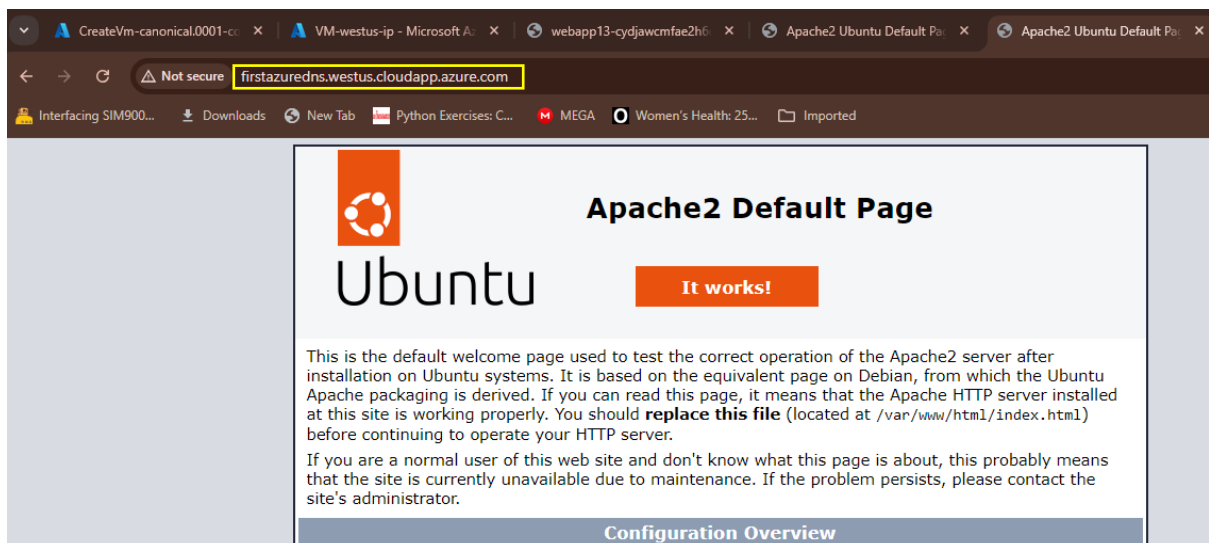 CreateVm-canonical.0001-co
VM-westus-ip - Microsoft Az
webapp13-cydjawcmfae2h6
Apache2 Ubuntu Default Pag
Apache2 Ubuntu Default Pag
Not secure
firstazuredns.westus.cloudapp.azure.com
Interfacing SIM900...
Downloads
New Tab
Python Exercises: C...
MEGA
Women's Health: 25...
Imported
Apache2 Default Page
Ubuntu
It works!
This is the default welcome page used to test the correct operation of the Apache2 server after
installation on Ubuntu systems. It is based on the equivalent page on Debian, from which the Ubuntu
Apache packaging is derived. If you can read this page, it means that the Apache HTTP server installed
at this site is working properly. You should replace this file (located at /var/www/html/index.html)
before continuing to operate your HTTP server.
If you are a normal user of this web site and don't know what this page is about, this probably means
that the site is currently unavailable due to maintenance. If the problem persists, please contact the
site's administrator.
Configuration Overview